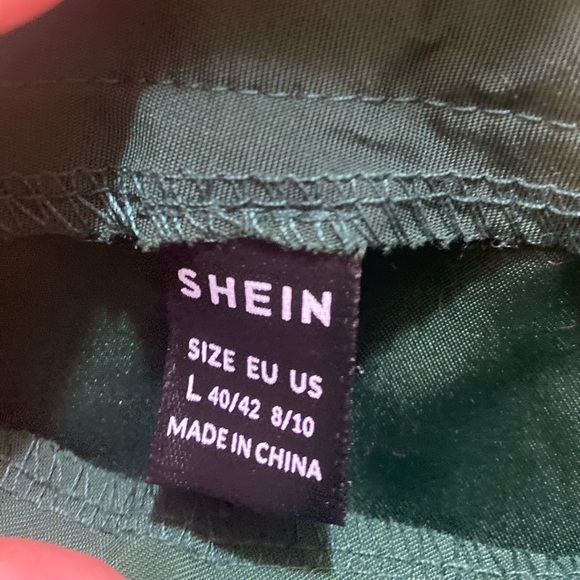 SHEIN
SIZE EU US
L 40/42 8/10
MADE IN CHINA